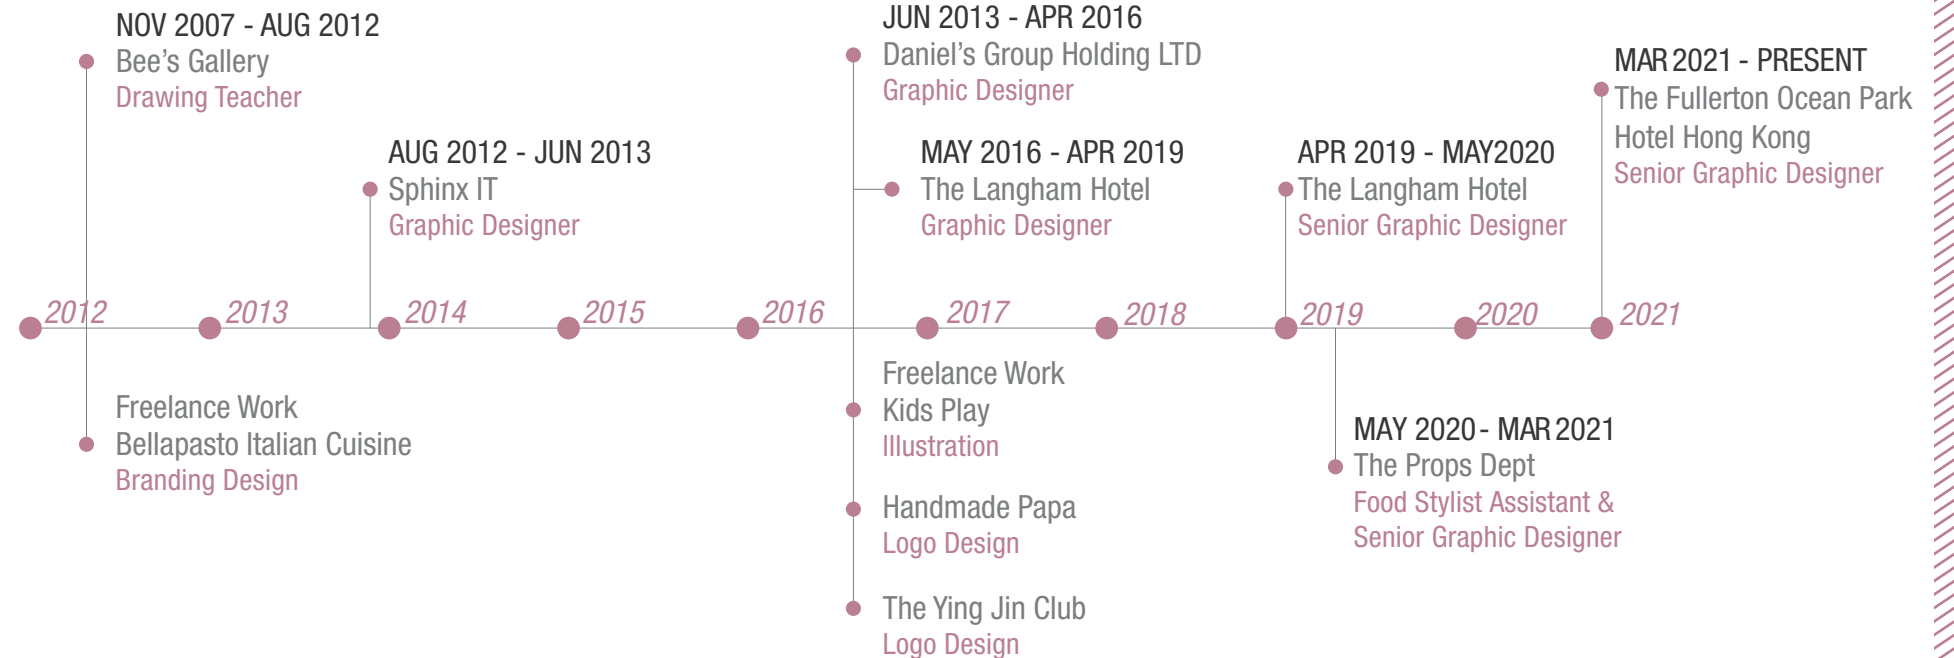 NOV 2007 - AUG 2012
Bee's Gallery
Drawing Teacher
AUG 2012 - JUN 2013
Sphinx IT
Graphic Designer
JUN 2013 - APR 2016
Daniel's Group Holding LTD
Graphic Designer
MAY 2016 - APR 2019
The Langham Hotel
Graphic Designer
APR 2019 - MAY2020
The Langham Hotel
Senior Graphic Designer
MAR 2021 - PRESENT
The Fullerton Ocean Park
Hotel Hong Kong
Senior Graphic Designer
2012
2013
2014
2015
2016
2017
2018
2019
2020
2021
Freelance Work
Bellapasto Italian Cuisine
Branding Design
Freelance Work
Kids Play
Illustration
Handmade Papa
Logo Design
The Ying Jin Club
Logo Design
MAY 2020 - MAR 2021
The Props Dept
Food Stylist Assistant &
Senior Graphic Designer